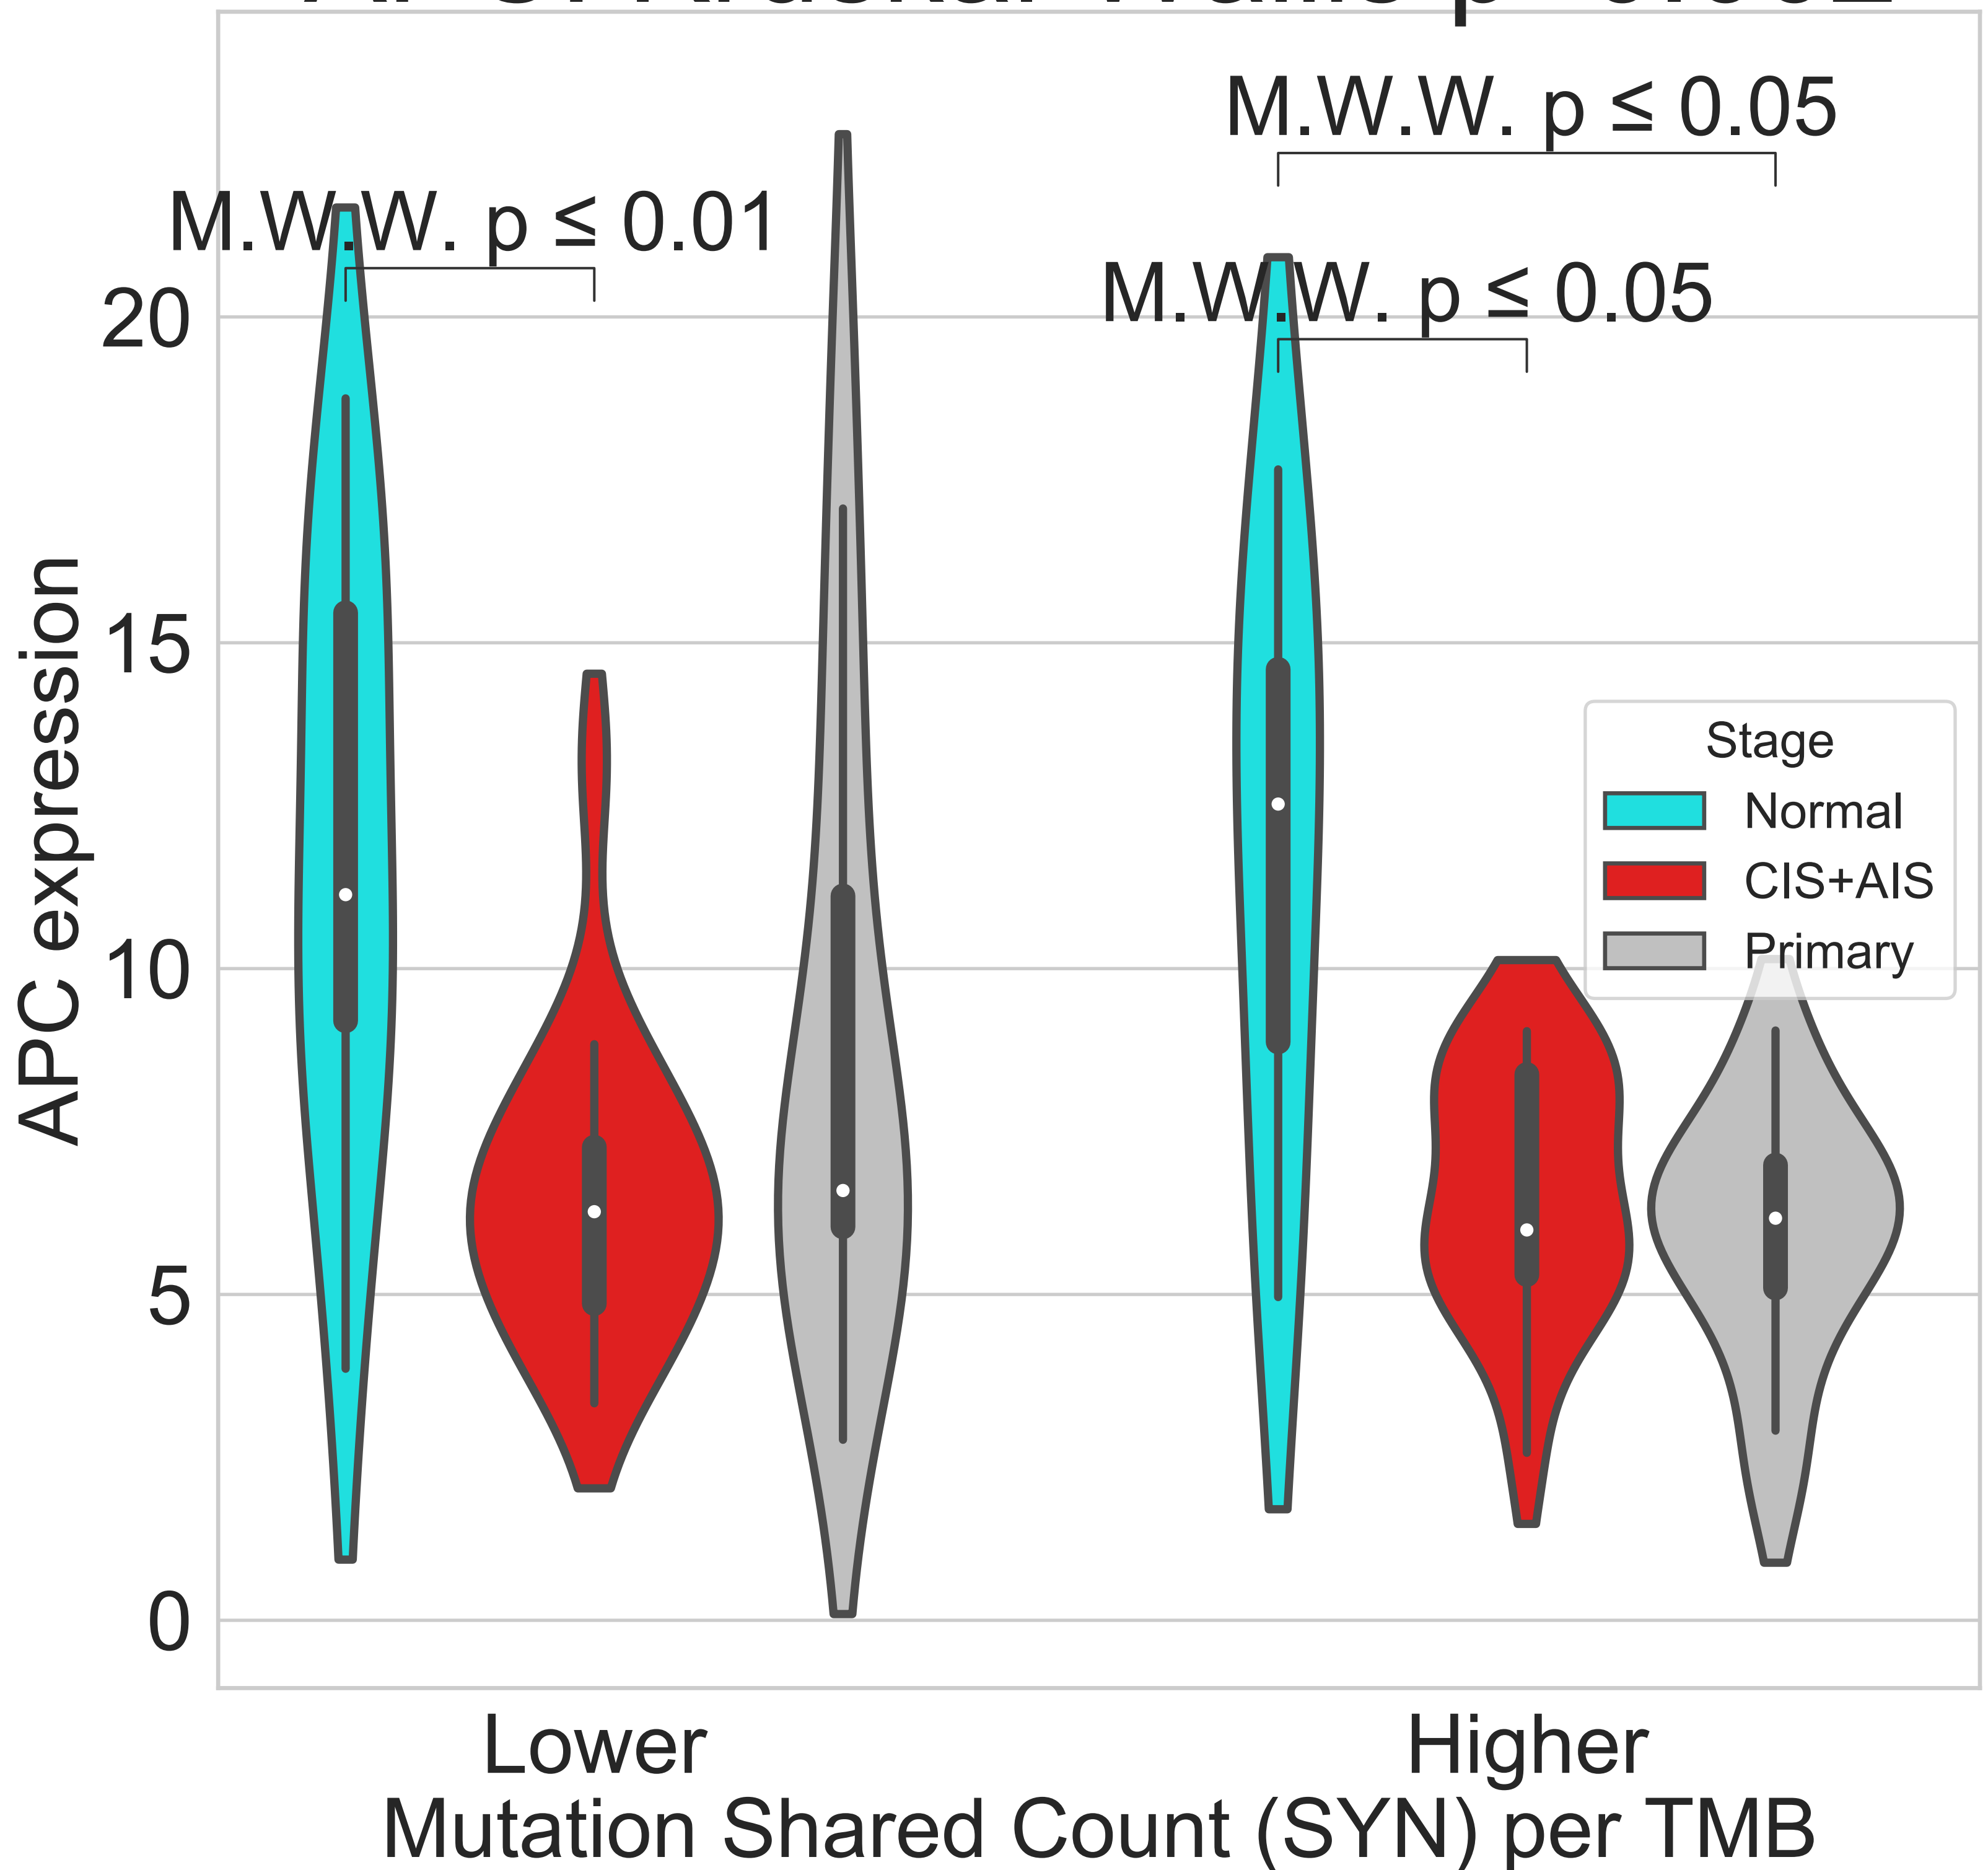 M.W.W. p ≤ 0.05
M.W.W. p ≤ 0.01
M.W.W. p ≤ 0.05
20
15
10
5
0
APC expression
Stage
Normal
CIS+AIS
Primary
Lower
Higher
Mutation Shared Count (SYN) per TMB